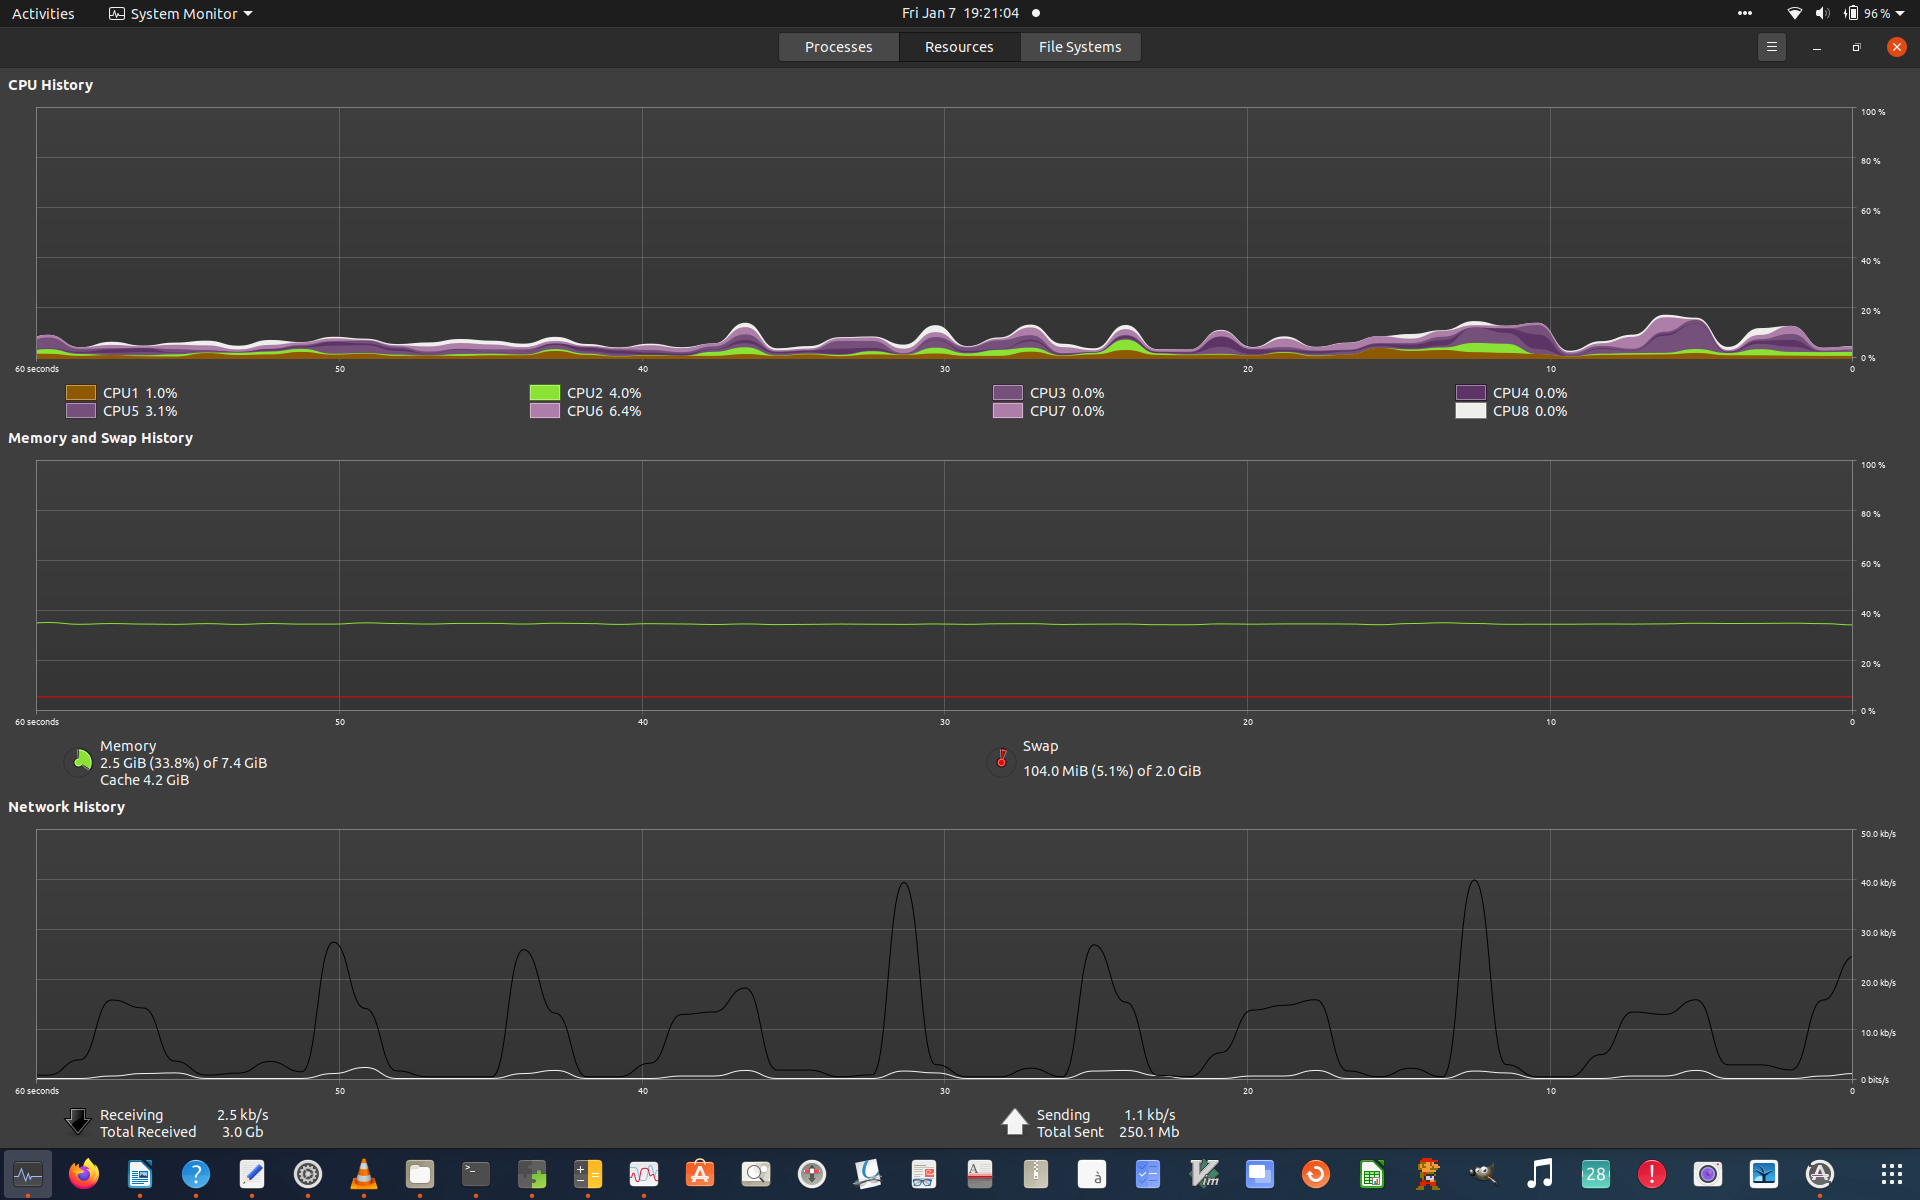 Activities System Monitor Fri Jan 7 19:21:04 96 %
Processes Resources File Systems
CPU History
100 %
80 %
60 %
40 %
20 %
0 %
60 seconds 50 40 30 20 10 0
CPU1 1.0% CPU2 4.0% CPU3 0.0% CPU4 0.0%
CPU5 3.1% CPU6 6.4% CPU7 0.0% CPU8 0.0%
Memory and Swap History
100 %
80 %
60 %
40 %
20 %
0 %
60 seconds 50 40 30 20 10 0
Memory
2.5 GiB (33.8%) of 7.4 GiB
Cache 4.2 GiB
Swap
104.0 MiB (5.1%) of 2.0 GiB
Network History
50.0 kb/s
40.0 kb/s
30.0 kb/s
20.0 kb/s
10.0 kb/s
0 bits/s
60 seconds 50 40 30 20 10 0
Receiving 2.5 kb/s
Total Received 3.0 Gb
Sending 1.1 kb/s
Total Sent 250.1 Mb
? >_ A à Vim 28 !